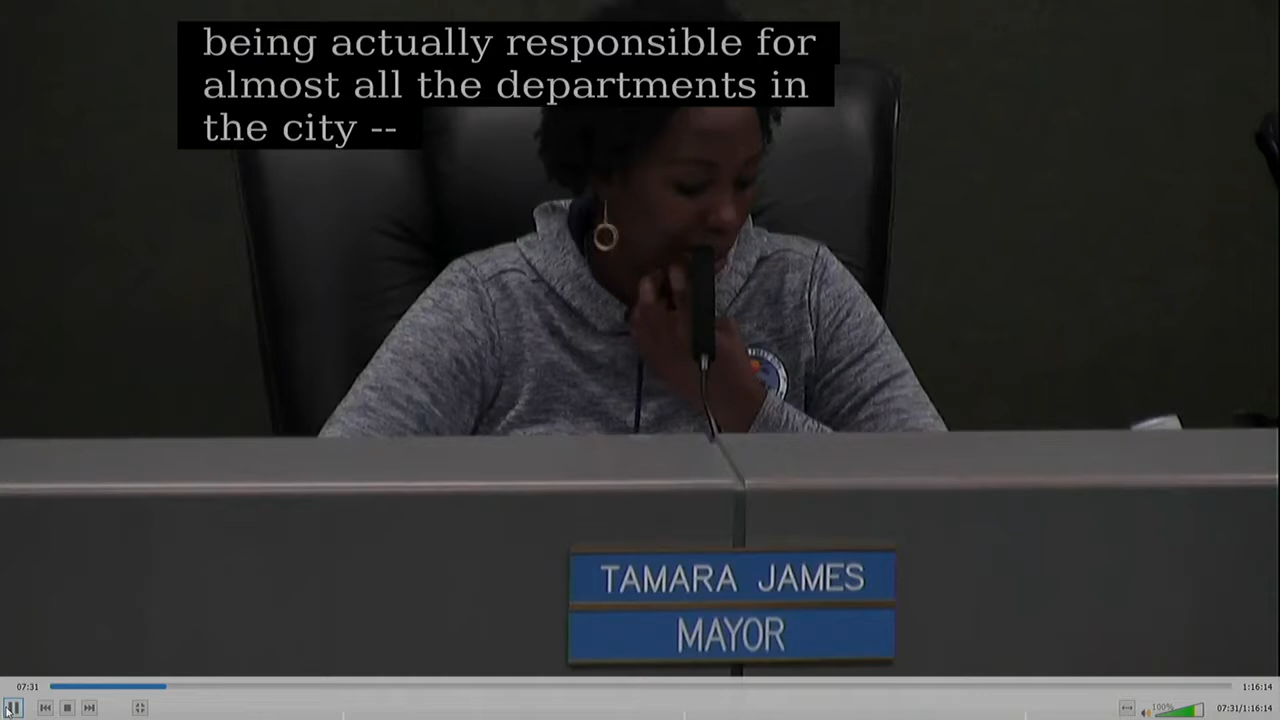 being actually responsible for
almost all the departments in
the city --
TAMARA JAMES
MAYOR
07:31
1:16:14
100%
07:31/1:16:14